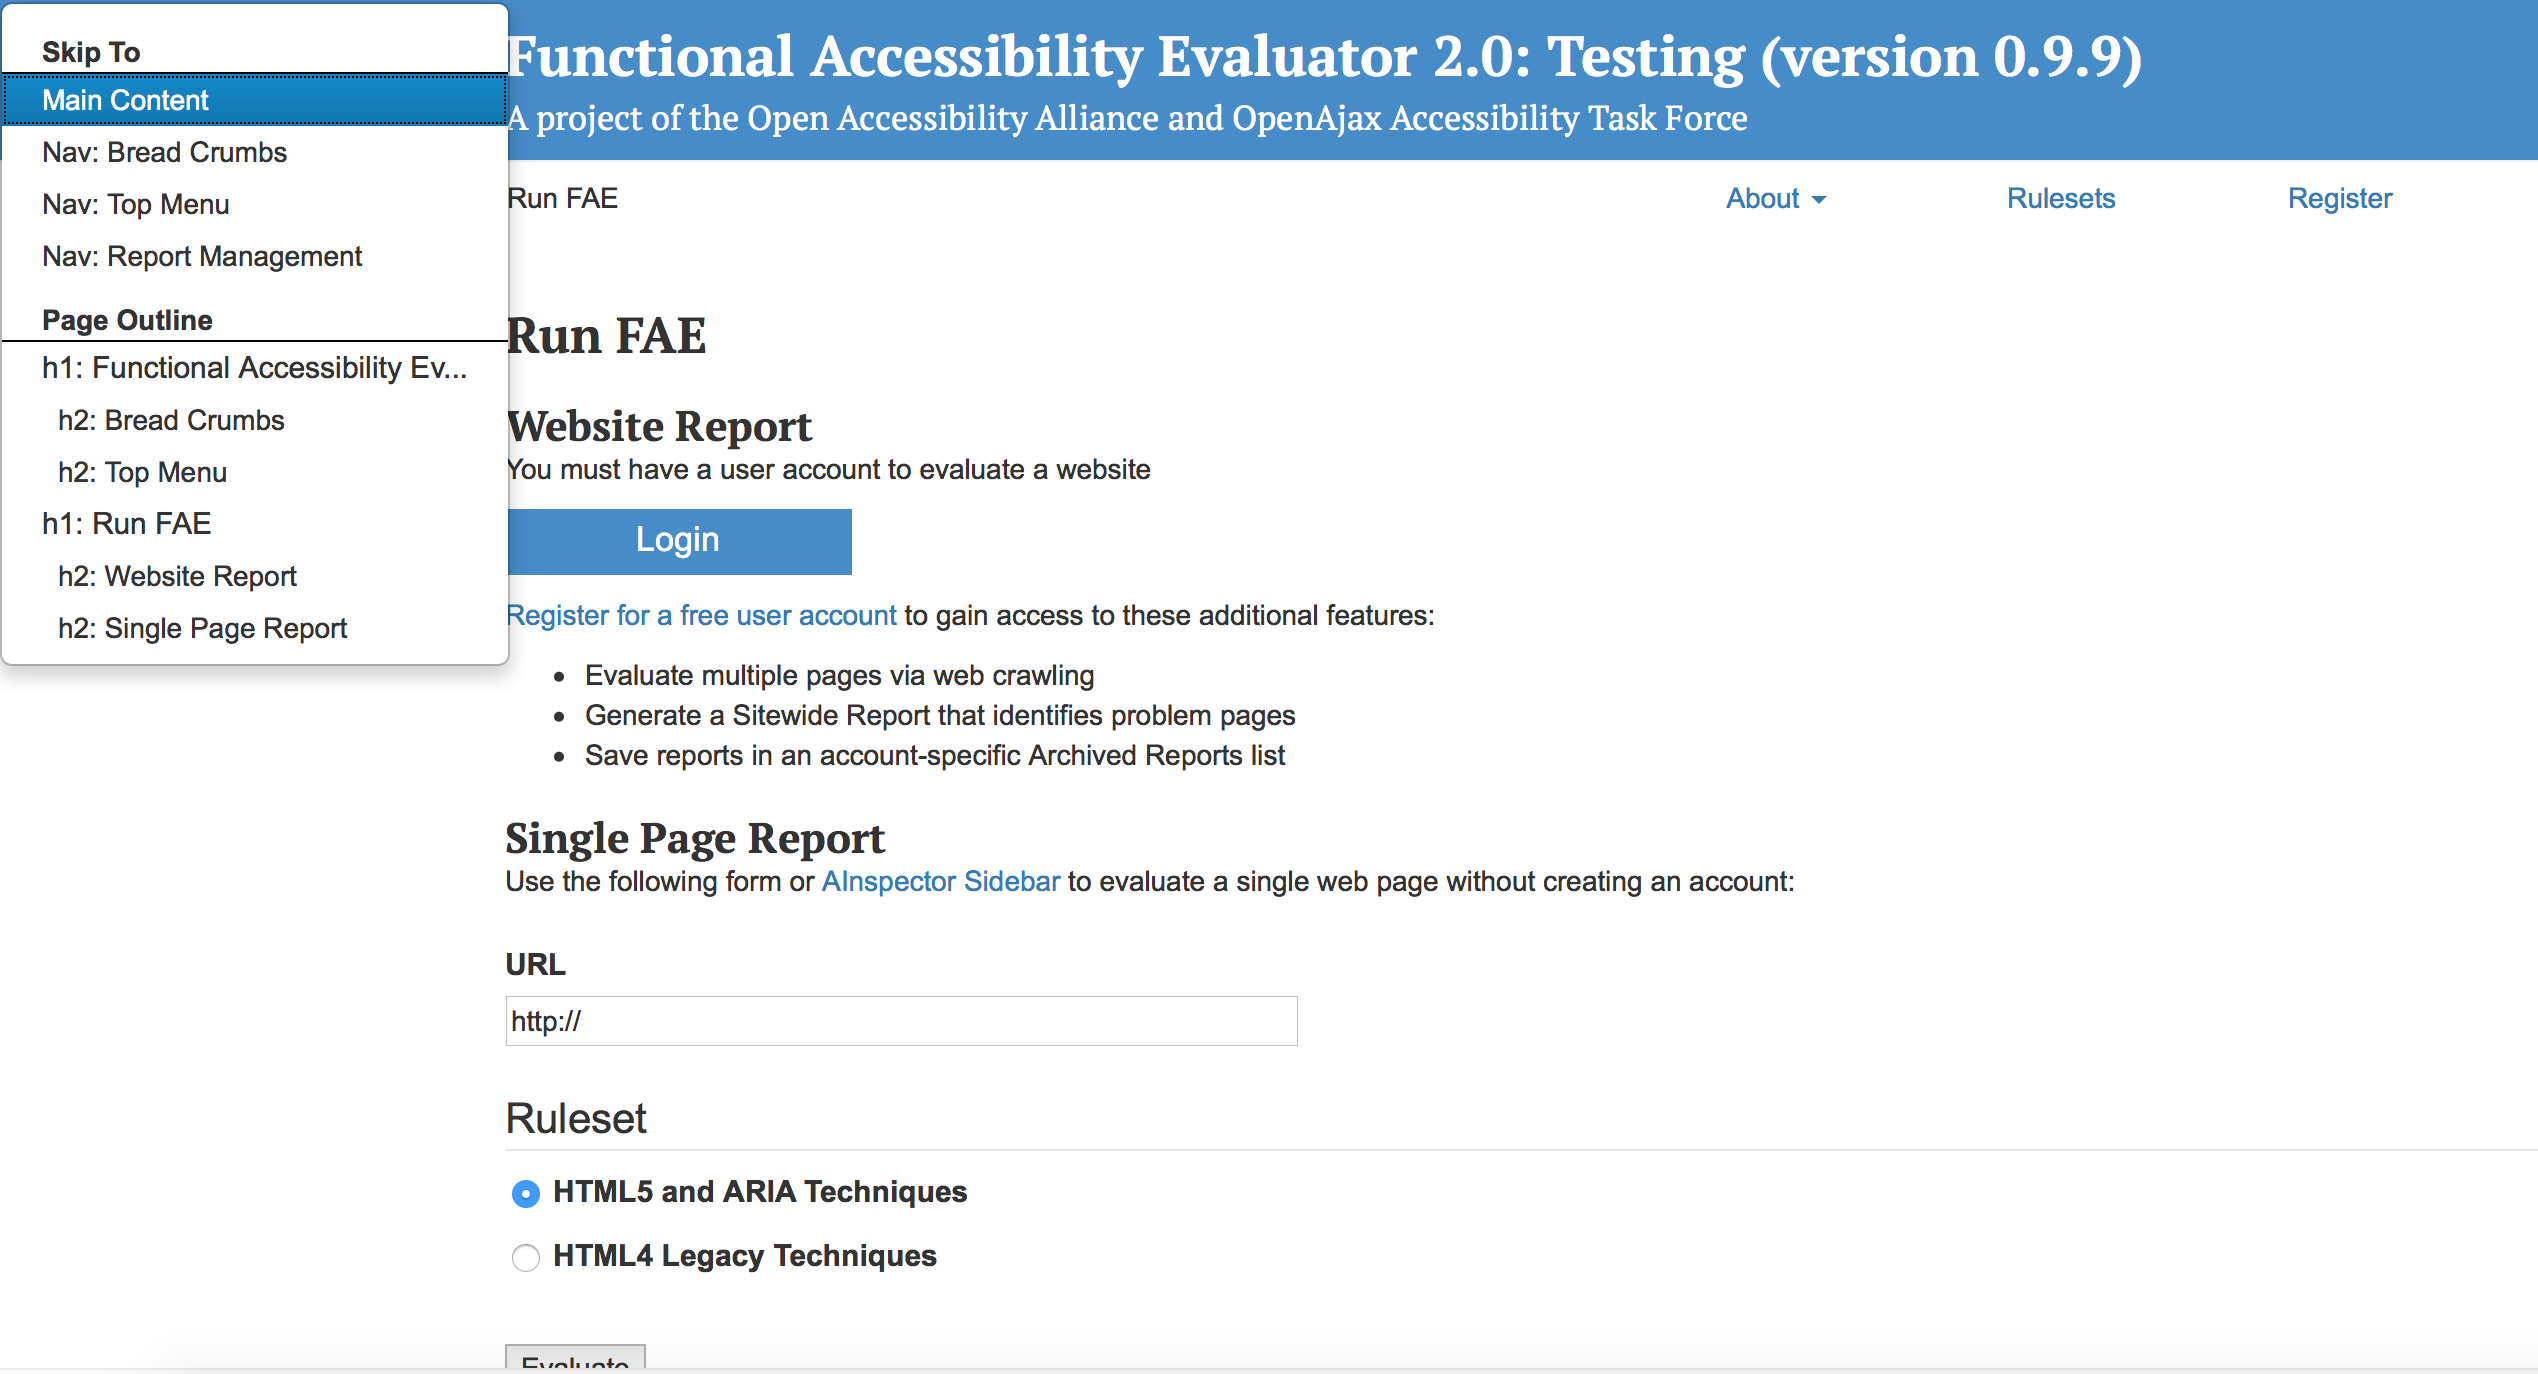 Skip To
Main Content
Nav: Bread Crumbs
Nav: Top Menu
Nav: Report Management
Page Outline
h1: Functional Accessibility Ev...
h2: Bread Crumbs
h2: Top Menu
h1: Run FAE
h2: Website Report
h2: Single Page Report
Functional Accessibility Evaluator 2.0: Testing (version 0.9.9)
A project of the Open Accessibility Alliance and OpenAjax Accessibility Task Force
Run FAE
About
Rulesets
Register
Run FAE
Website Report
You must have a user account to evaluate a website
Login
Register for a free user account to gain access to these additional features:
Evaluate multiple pages via web crawling
Generate a Sitewide Report that identifies problem pages
Save reports in an account-specific Archived Reports list
Single Page Report
Use the following form or AInspector Sidebar to evaluate a single web page without creating an account:
URL
http://
Ruleset
HTML5 and ARIA Techniques
HTML4 Legacy Techniques
Evaluate